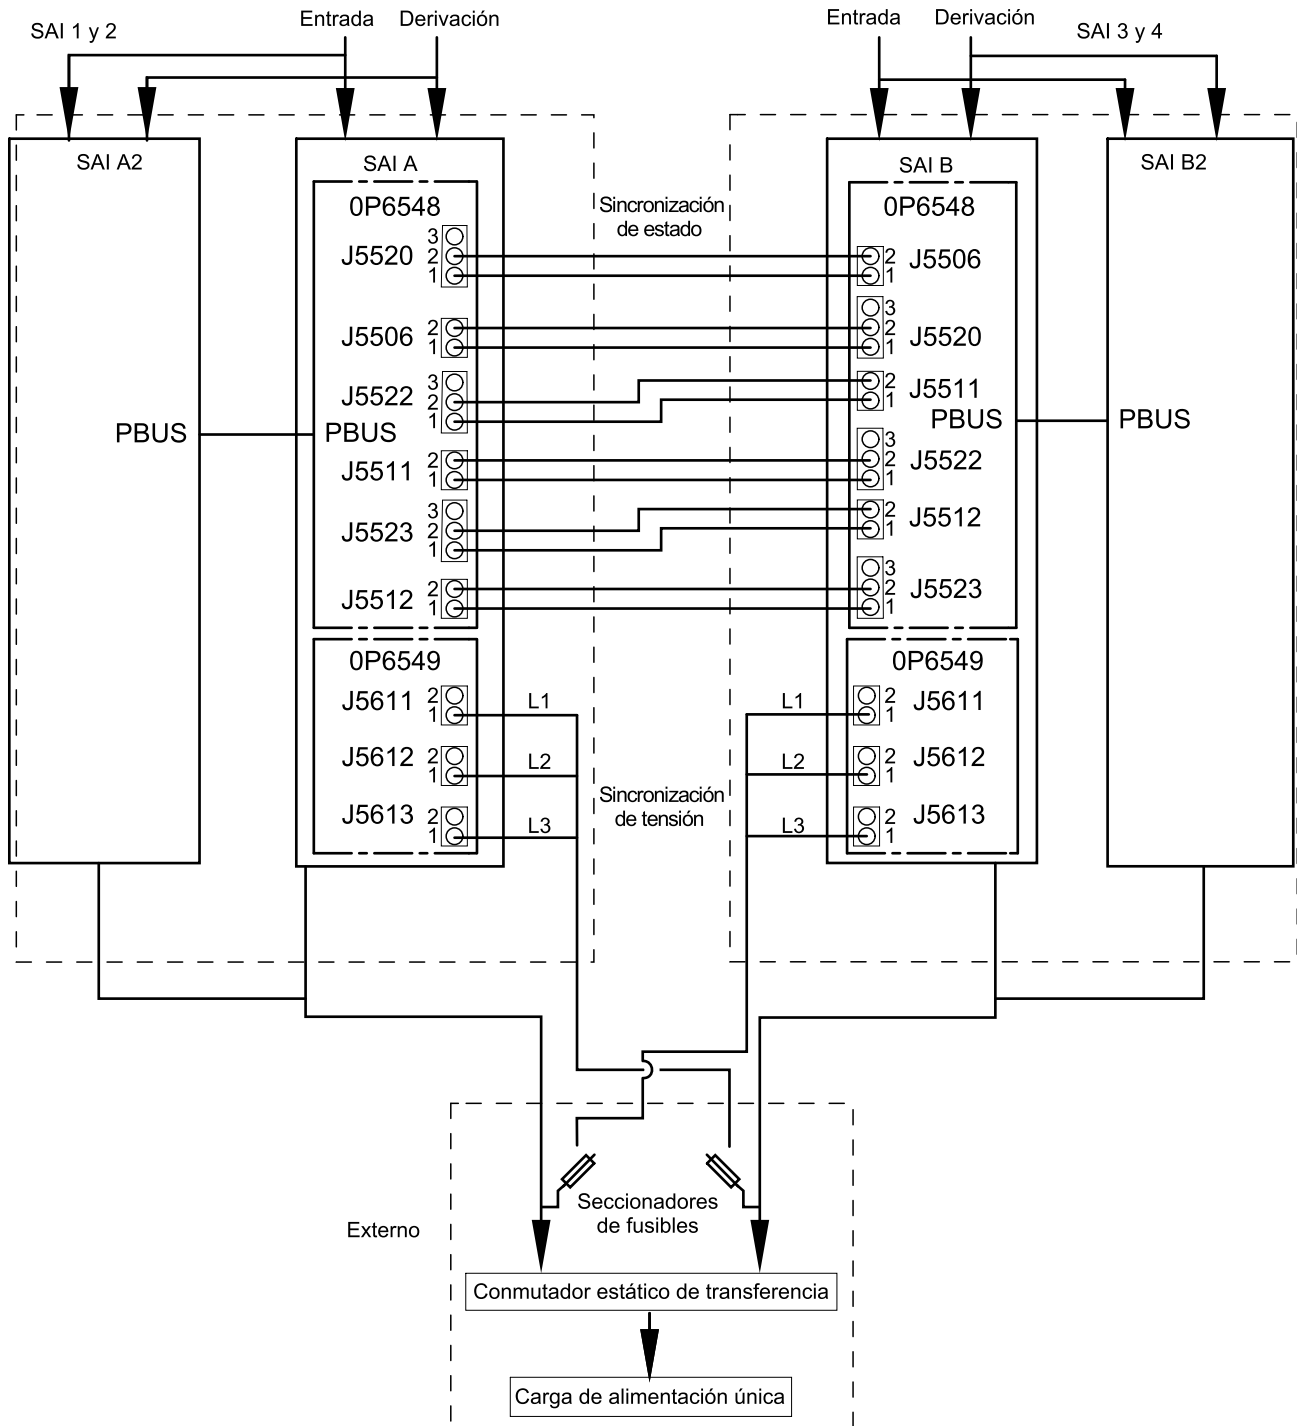 SAI 1 y 2
Entrada
Derivación
Entrada
Derivación
SAI 3 y 4
SAI A2
SAI A
SAI B
SAI B2
0P6548
J5520
3
2
1
J5506
2
1
J5522
3
2
1
PBUS
PBUS
J5511
2
1
J5523
3
2
1
J5512
2
1
0P6549
J5611
2
1
L1
J5612
2
1
L2
J5613
2
1
L3
Sincronización
de estado
Sincronización
de tensión
0P6548
2
1
J5506
3
2
1
J5520
2
1
J5511
PBUS
PBUS
3
2
1
J5522
2
1
J5512
3
2
1
J5523
0P6549
L1
2
1
J5611
L2
2
1
J5612
L3
2
1
J5613
Externo
Seccionadores
de fusibles
Conmutador estático de transferencia
Carga de alimentación única